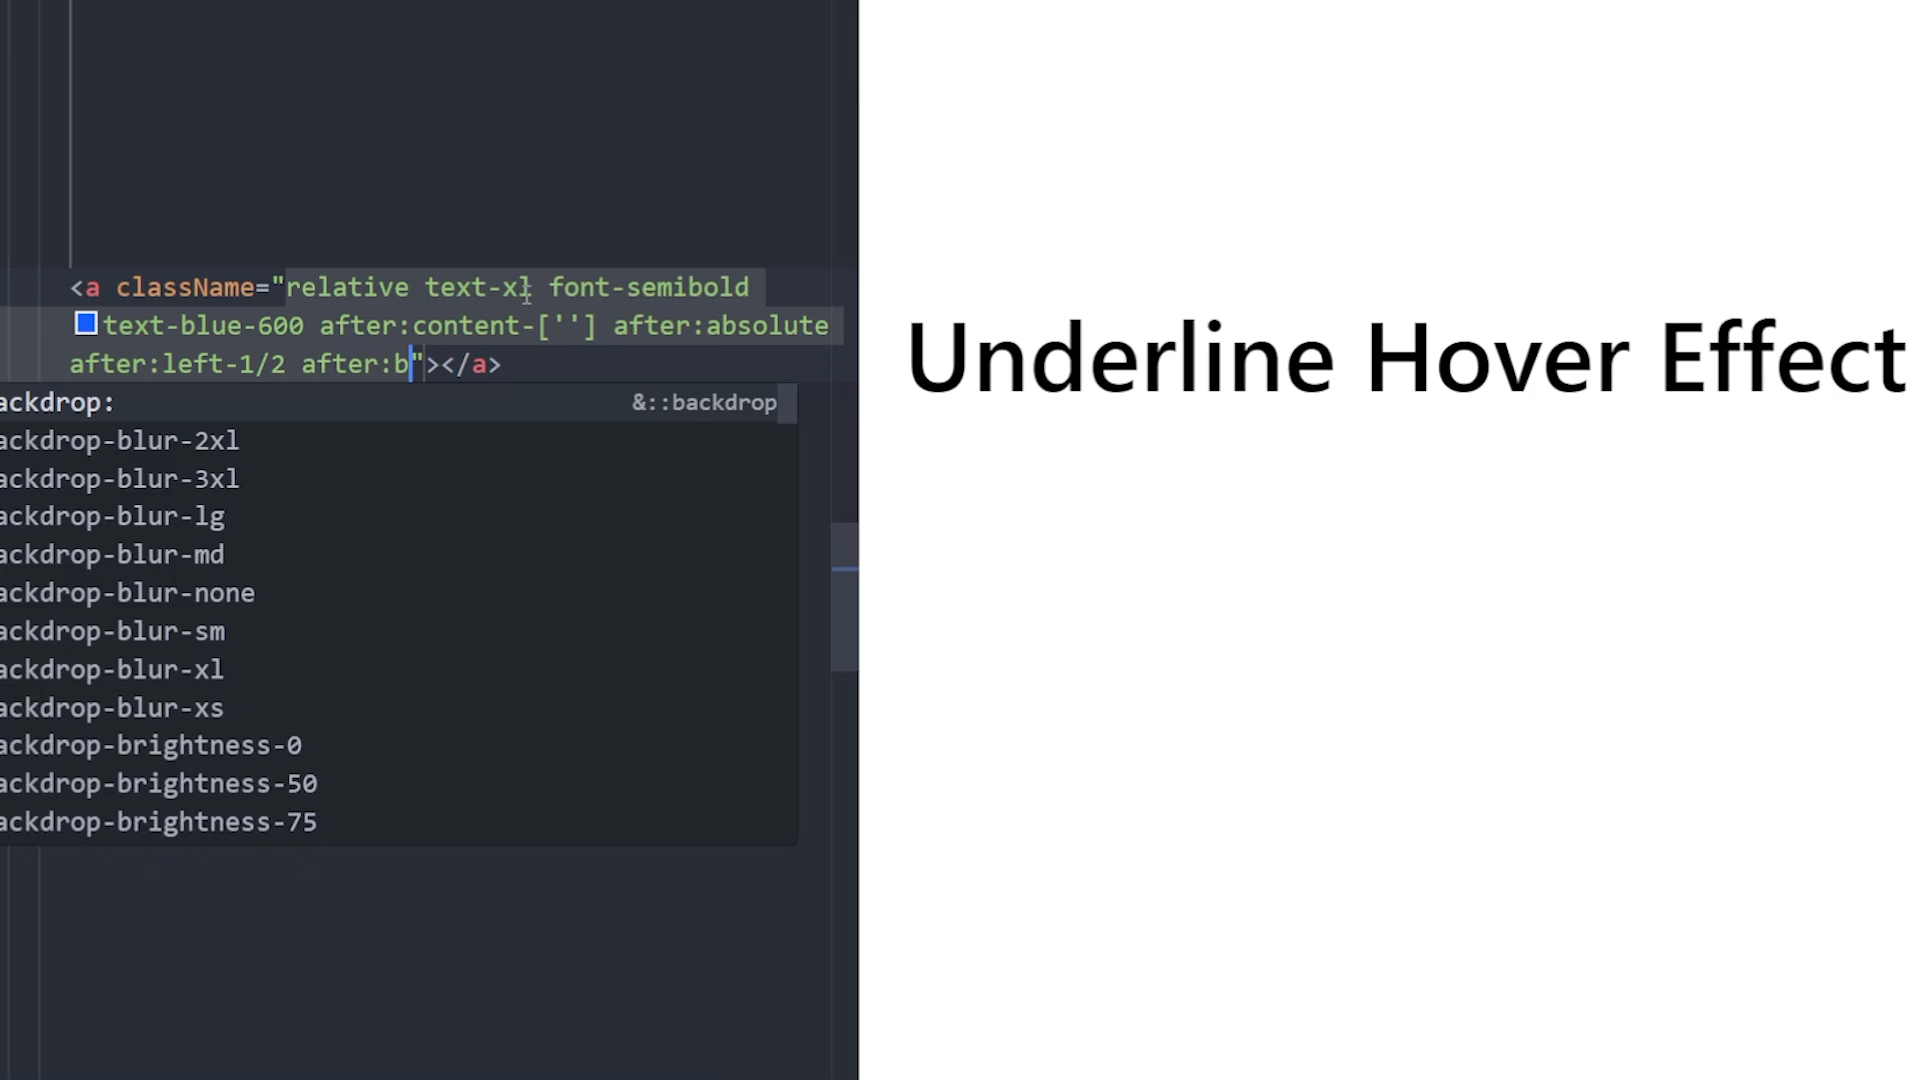 <a className="relative text-xl font-semibold
text-blue-600 after:content-[''] after:absolute
after:left-1/2 after:b"></a>
ackdrop: &::backdrop
ackdrop-blur-2xl
ackdrop-blur-3xl
ackdrop-blur-lg
ackdrop-blur-md
ackdrop-blur-none
ackdrop-blur-sm
ackdrop-blur-xl
ackdrop-blur-xs
ackdrop-brightness-0
ackdrop-brightness-50
ackdrop-brightness-75
Underline Hover Effect